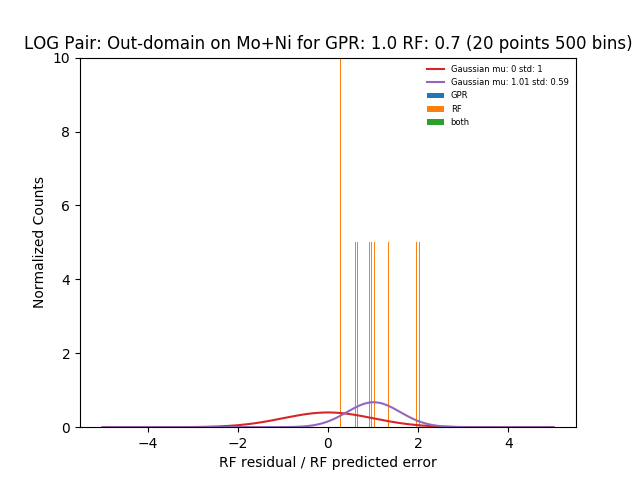 LOG Pair: Out-domain on Mo+Ni for GPR: 1.0 RF: 0.7 (20 points 500 bins)
Gaussian mu: 0 std: 1
Gaussian mu: 1.01 std: 0.59
GPR
RF
both
Normalized Counts
10
8
6
4
2
0
−4 −2 0 2 4
RF residual / RF predicted error